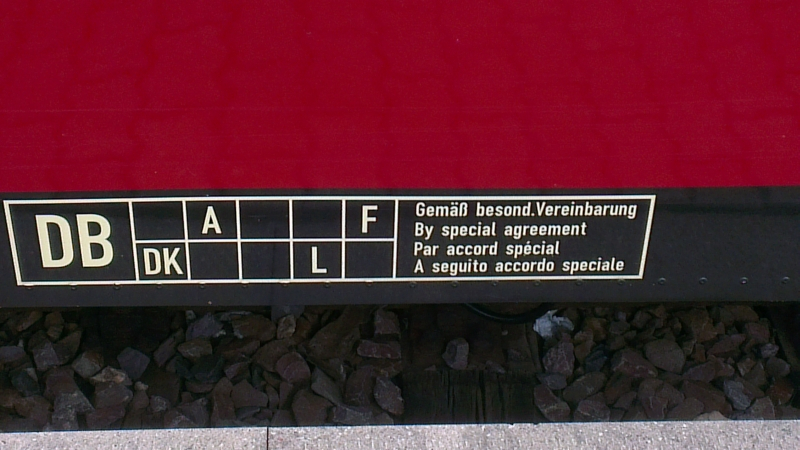 DB
A F
DK L
Gemäß besond.Vereinbarung
By special agreement
Par accord spécial
A seguito accordo speciale